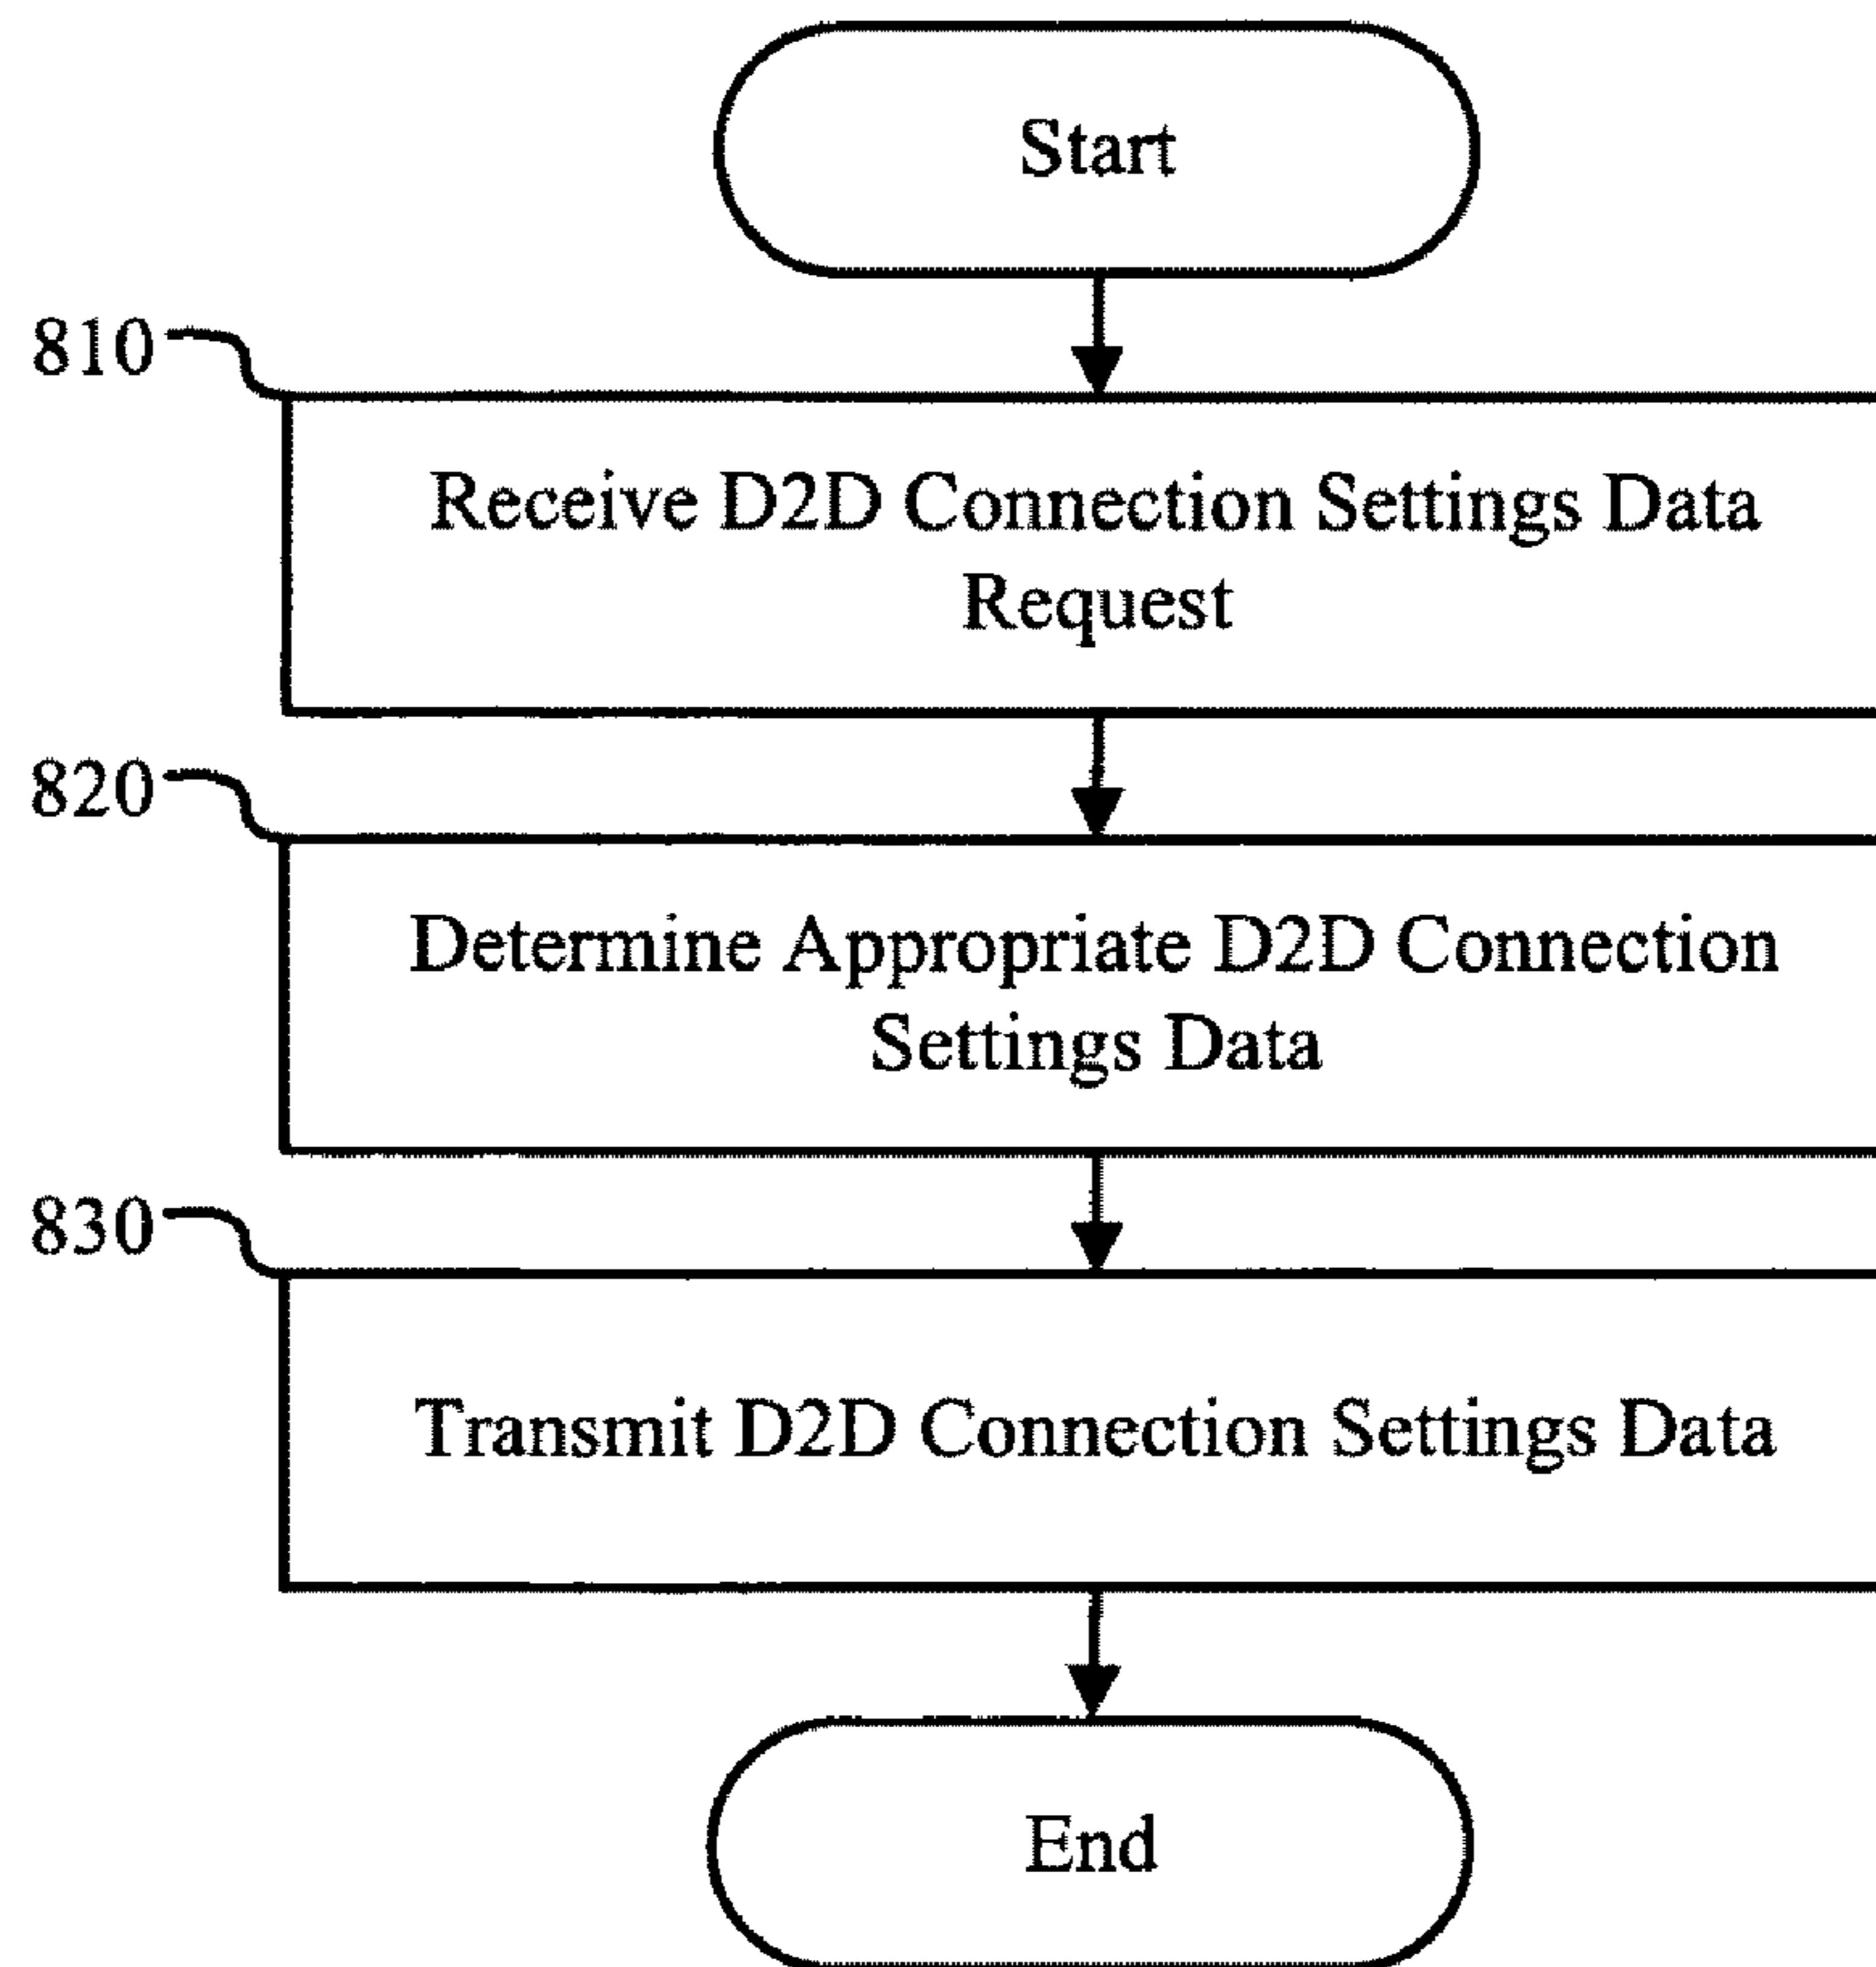 Start
810
Receive D2D Connection Settings Data
Request
820
Determine Appropriate D2D Connection
Settings Data
830
Transmit D2D Connection Settings Data
End